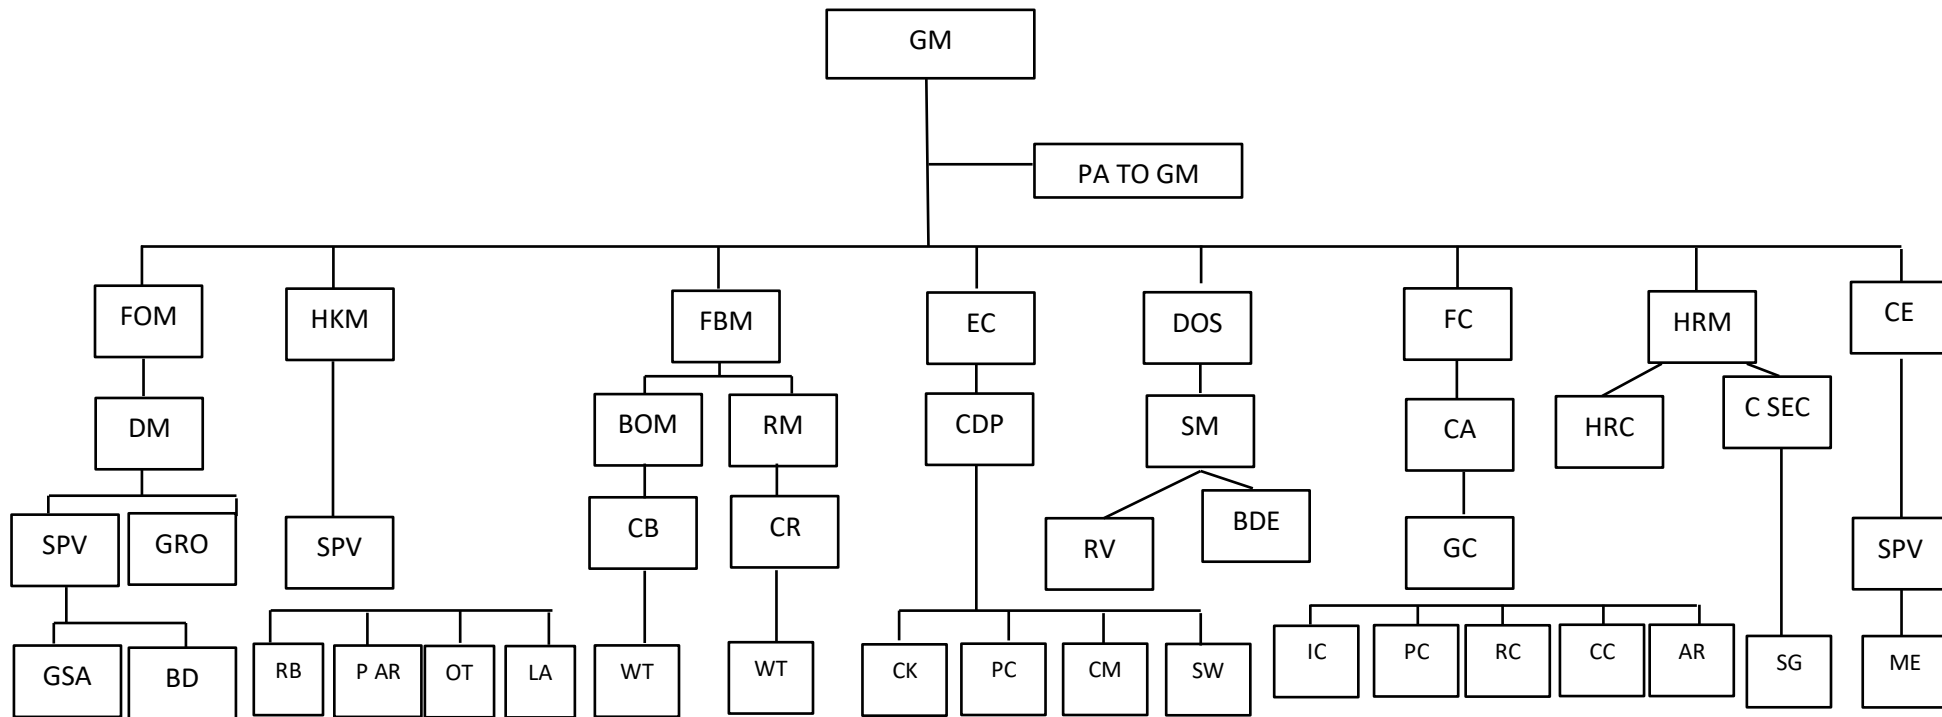 GM
PA TO GM
FOM
HKM
FBM
EC
DOS
FC
HRM
CE
DM
BOM
RM
CDP
SM
CA
HRC
C SEC
SPV
GRO
SPV
CB
CR
RV
BDE
GC
SPV
GSA
BD
RB
P AR
OT
LA
WT
WT
CK
PC
CM
SW
IC
PC
RC
CC
AR
SG
ME